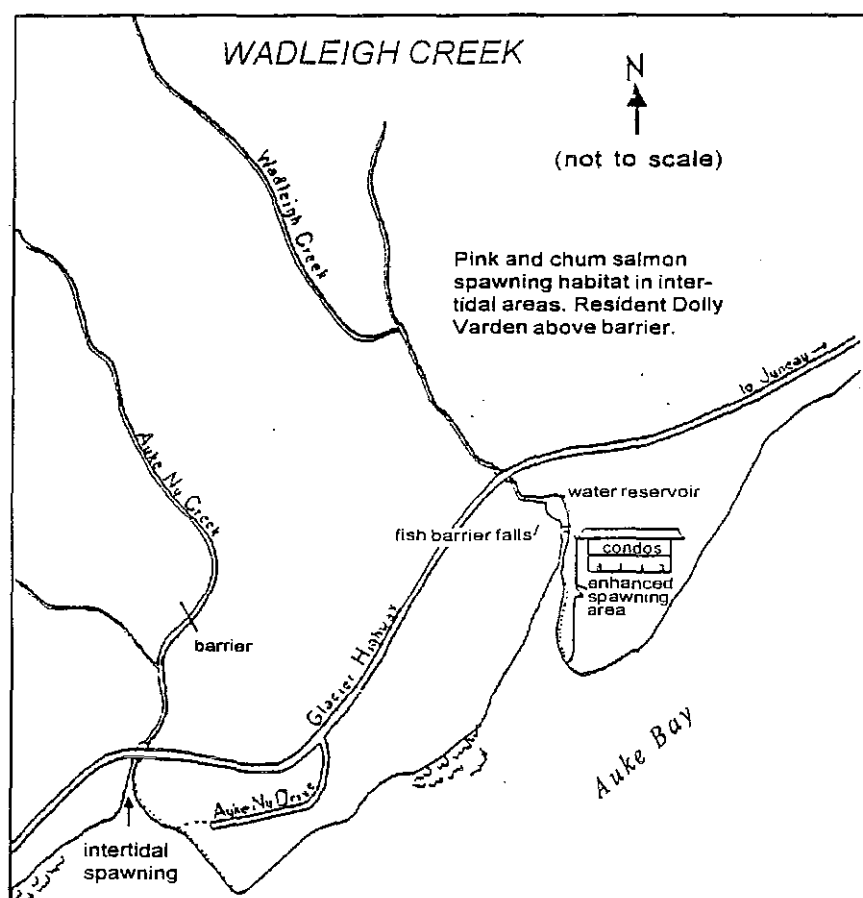 WADLEIGH CREEK
N
(not to scale)
Wadleigh Creek
Pink and chum salmon
spawning habitat in inter-
tidal areas. Resident Dolly
Varden above barrier.
to Juneau →
Auke Nu Creek
water reservoir
fish barrier falls
condos
enhanced
spawning
area
barrier
Glacier Highway
Auke Bay
Auke Nu Drive
intertidal
spawning